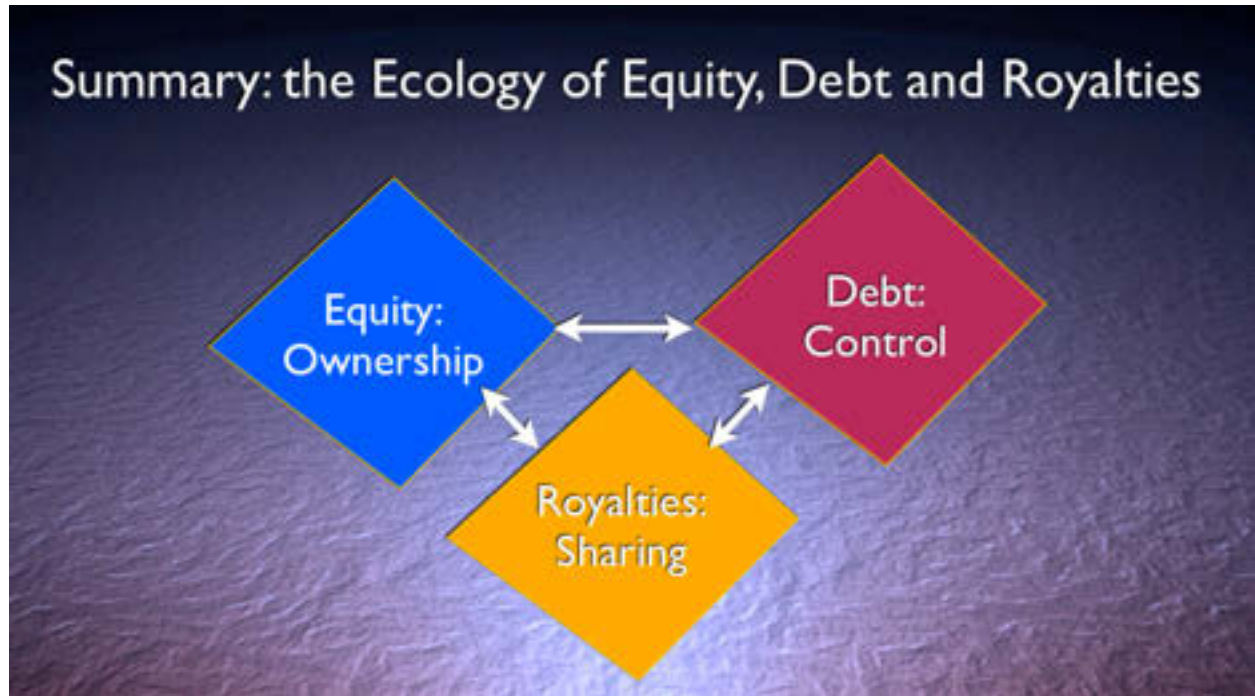 Summary: the Ecology of Equity, Debt and Royalties
Equity:
Ownership
Debt:
Control
Royalties:
Sharing